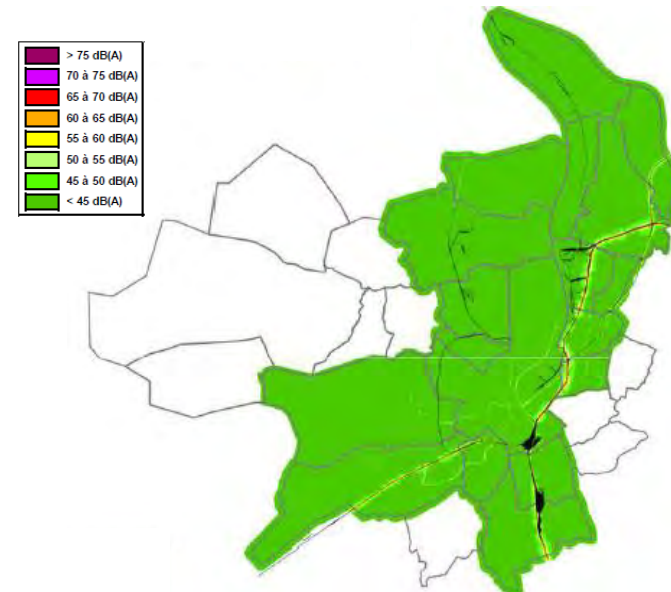 > 75 dB(A)
70 à 75 dB(A)
65 à 70 dB(A)
60 à 65 dB(A)
55 à 60 dB(A)
50 à 55 dB(A)
45 à 50 dB(A)
< 45 dB(A)